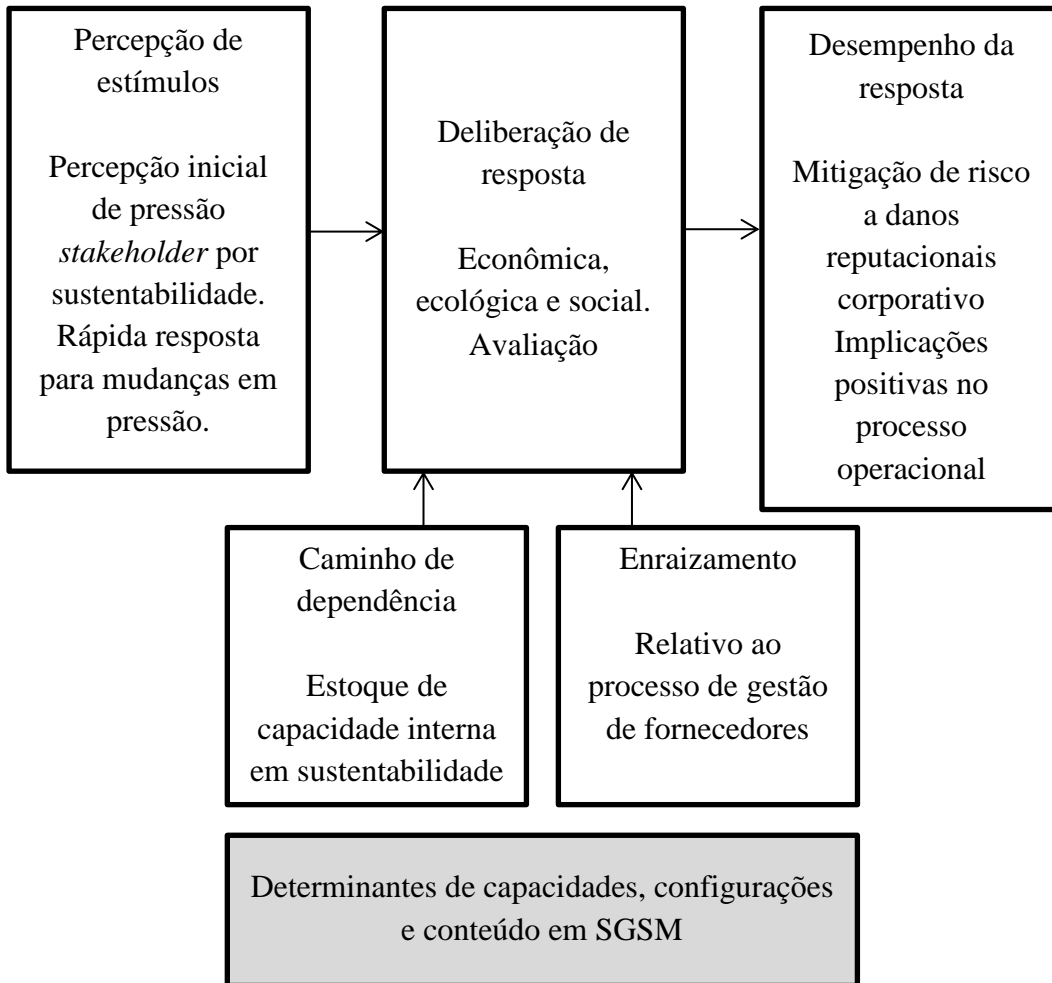 Percepção de
estímulos
Percepção inicial
de pressão
stakeholder por
sustentabilidade.
Rápida resposta
para mudanças em
pressão.
Deliberação de
resposta
Econômica,
ecológica e social.
Avaliação
Desempenho da
resposta
Mitigação de risco
a danos
reputacionais
corporativo
Implicações
positivas no
processo
operacional
Caminho de
dependência
Estoque de
capacidade interna
em sustentabilidade
Enraizamento
Relativo ao
processo de gestão
de fornecedores
Determinantes de capacidades, configurações
e conteúdo em SGSM